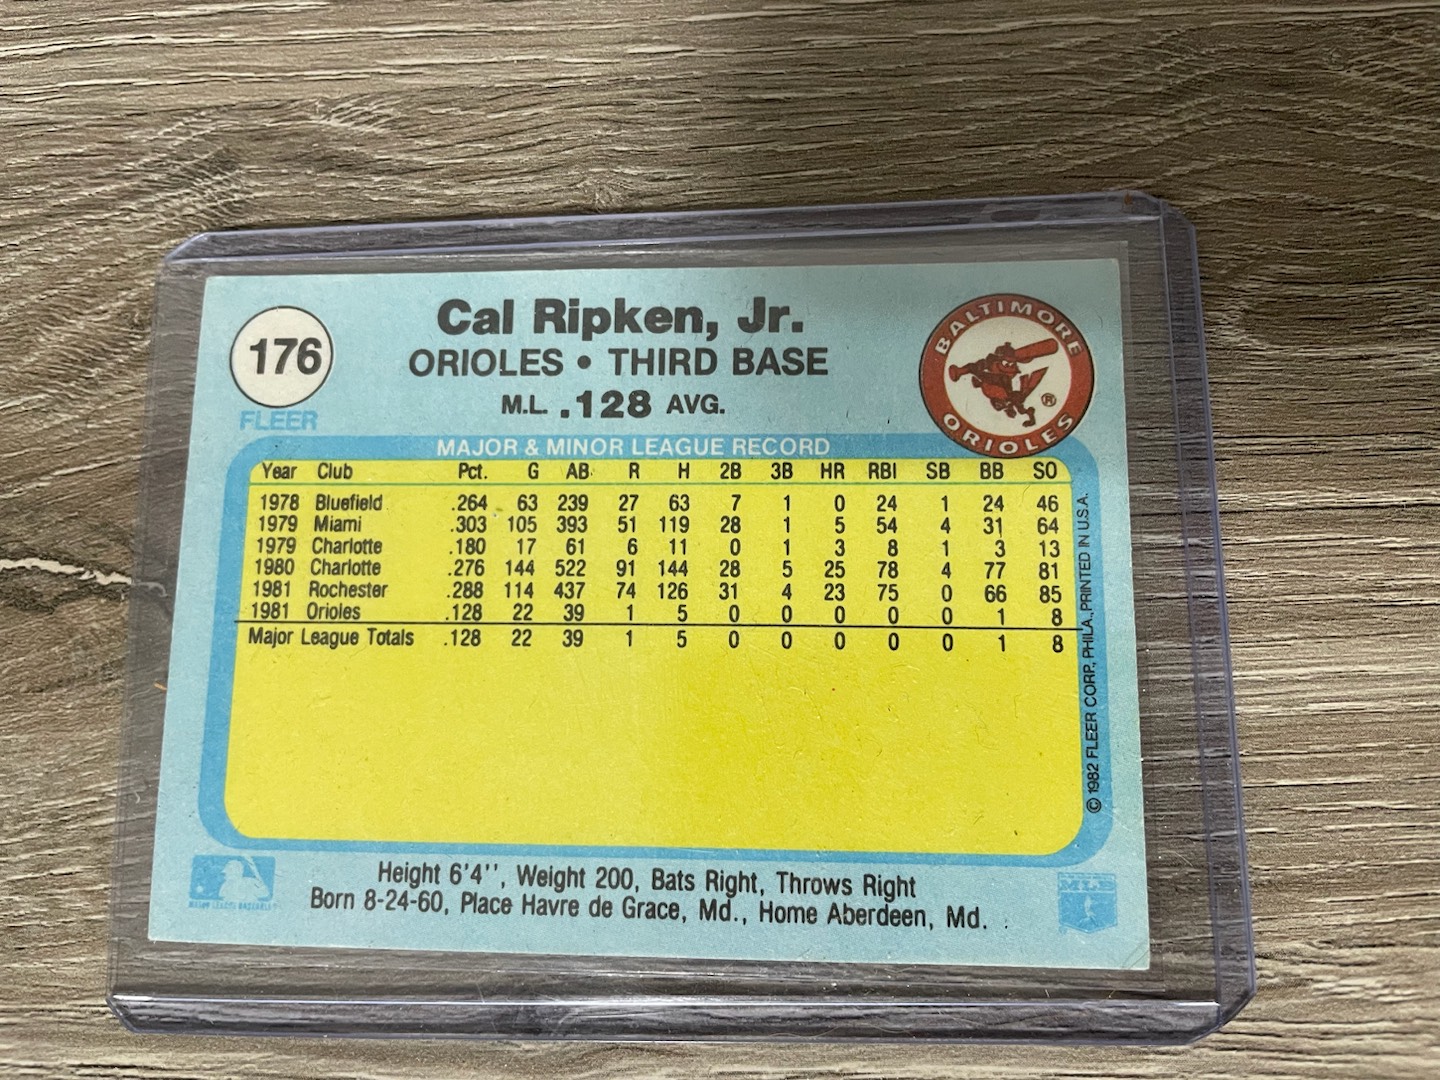 176
FLEER
Cal Ripken, Jr.
ORIOLES • THIRD BASE
M.L. .128 AVG.
BALTIMORE
ORIOLES
®
MAJOR & MINOR LEAGUE RECORD
Year Club Pct. G AB R H 2B 3B HR RBI SB BB SO
1978 Bluefield .264 63 239 27 63 7 1 0 24 1 24 46
1979 Miami .303 105 393 51 119 28 1 5 54 4 31 64
1979 Charlotte .180 17 61 6 11 0 1 3 8 1 3 13
1980 Charlotte .276 144 522 91 144 28 5 25 78 4 77 81
1981 Rochester .288 114 437 74 126 31 4 23 75 0 66 85
1981 Orioles .128 22 39 1 5 0 0 0 0 0 1 8
Major League Totals .128 22 39 1 5 0 0 0 0 0 1 8
© 1982 FLEER CORP., PHILA., PRINTED IN U.S.A.
Height 6'4'', Weight 200, Bats Right, Throws Right
Born 8-24-60, Place Havre de Grace, Md., Home Aberdeen, Md.
MAJOR LEAGUE BASEBALL
MLB